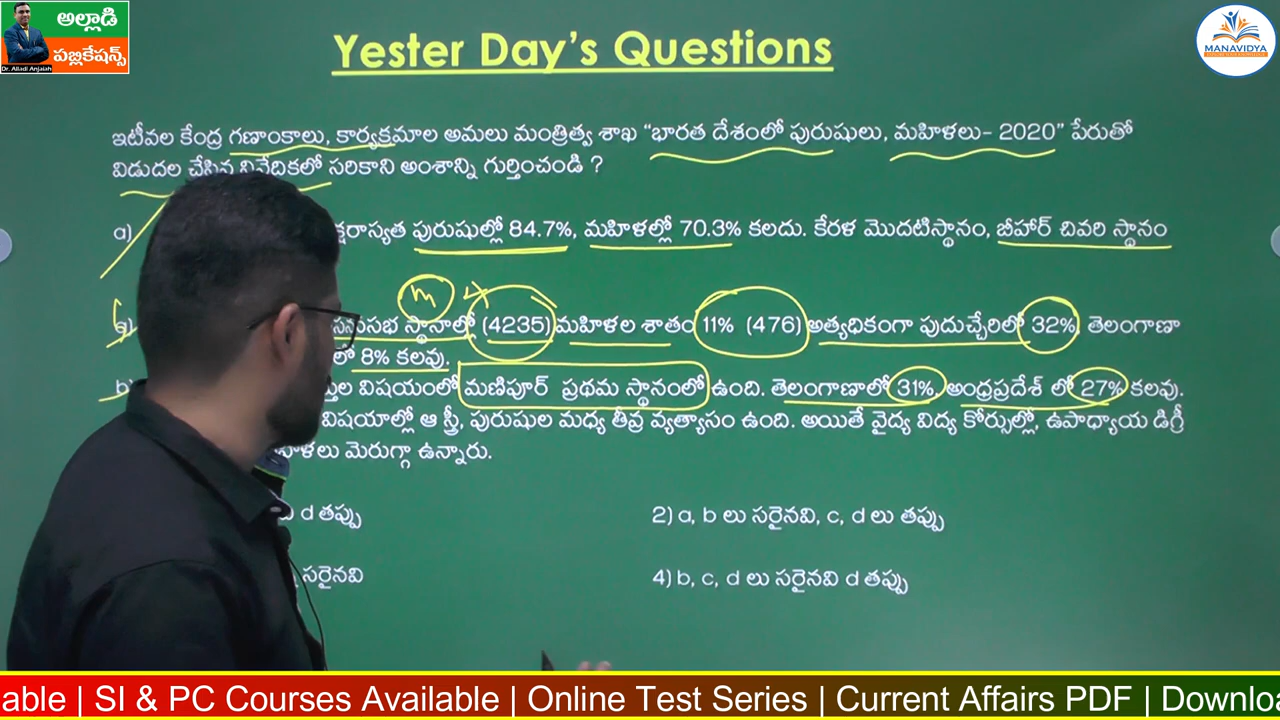 అల్లాడి
పబ్లికేషన్స్
Dr. Alladi Anjaiah
MANAVIDYA
Yester Day's Questions
ఇటీవల కేంద్ర గణాంకాలు, కార్యక్రమాల అమలు మంత్రిత్వ శాఖ “భారత దేశంలో పురుషులు, మహిళలు- 2020” పేరుతో
విడుదల చేసిన నివేదికలో సరికాని అంశాన్ని గుర్తించండి ?
a) క్షరాస్యత పురుషుల్లో 84.7%, మహిళల్లో 70.3% కలదు. కేరళ మొదటిస్థానం, బీహార్ చివరి స్థానం
m
సనసభ స్థానాల్లో (4235) మహిళల శాతం 11% (476) అత్యధికంగా పుదుచ్చేరిలో 32%, తెలంగాణా
లో 8% కలవు.
b) విషయంలో మణిపూర్ ప్రథమ స్థానంలో ఉంది. తెలంగాణాలో 31%, అంధ్రప్రదేశ్ లో 27% కలవు.
విషయాల్లో ఆ స్త్రీ, పురుషుల మధ్య తీవ్ర వ్యత్యాసం ఉంది. అయితే వైద్య విద్య కోర్సుల్లో, ఉపాధ్యాయ డిగ్రీ
మెరుగ్గా ఉన్నారు.
d తప్పు
2) a, b లు సరైనవి, c, d లు తప్పు
సరైనవి
4) b, c, d లు సరైనవి d తప్పు
able | SI & PC Courses Available | Online Test Series | Current Affairs PDF | Downlo